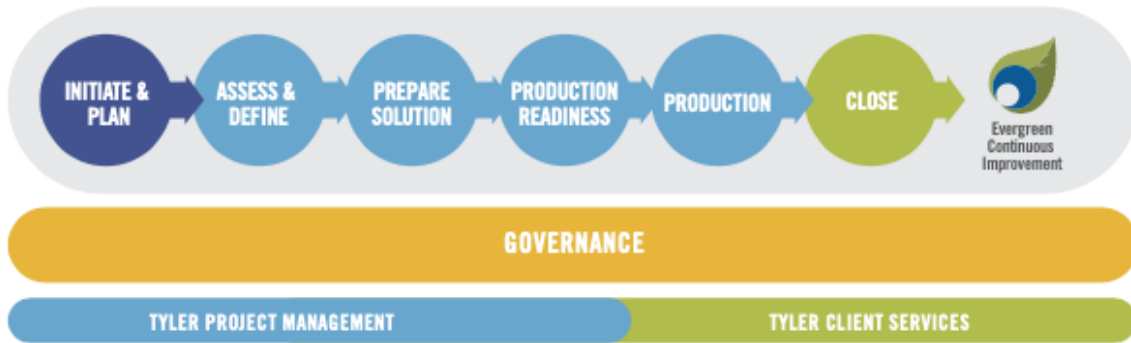 INITIATE &
PLAN
ASSESS &
DEFINE
PREPARE
SOLUTION
PRODUCTION
READINESS
PRODUCTION
CLOSE
Evergreen
Continuous
Improvement
GOVERNANCE
TYLER PROJECT MANAGEMENT
TYLER CLIENT SERVICES